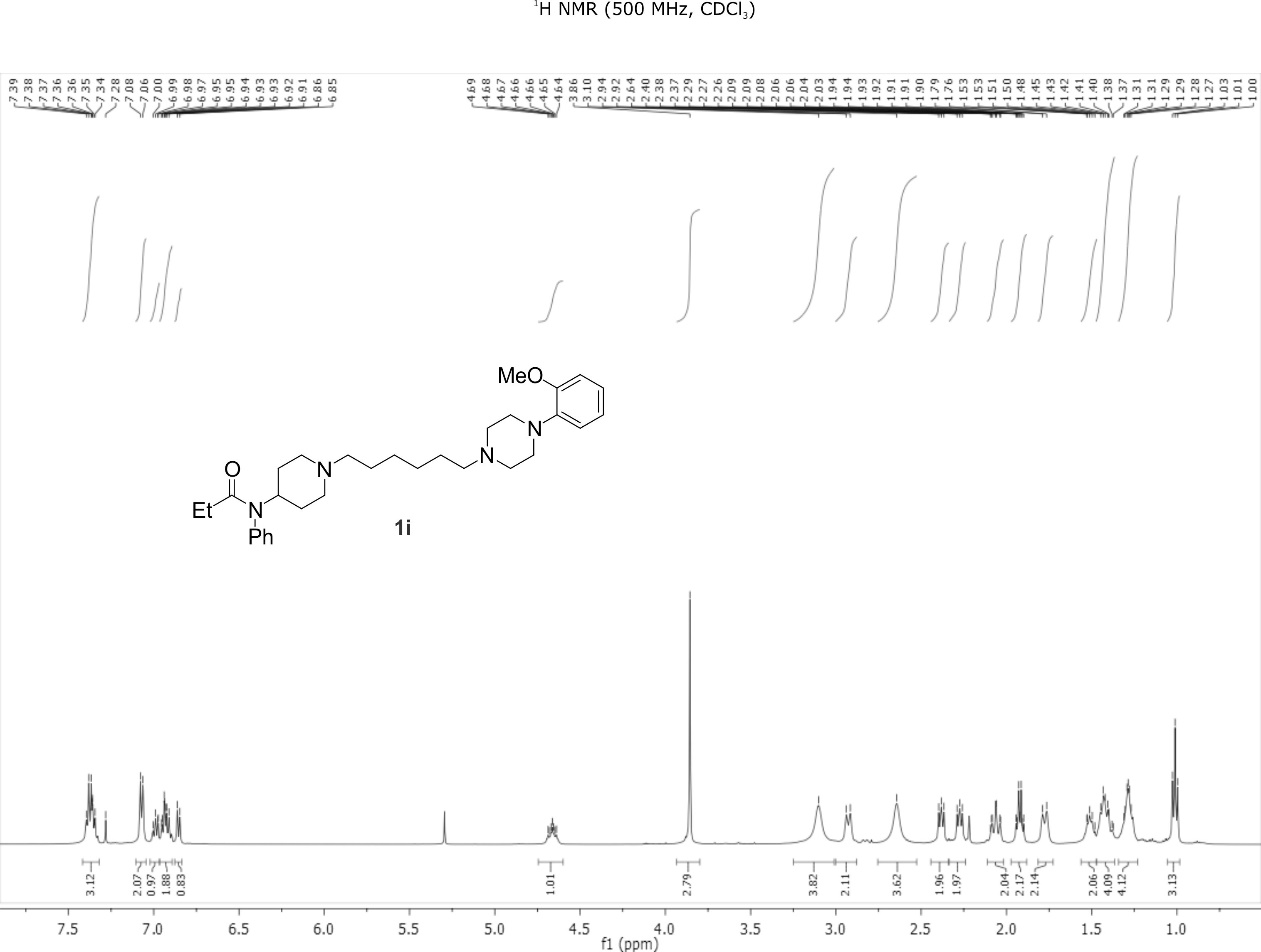 ¹H NMR (500 MHz, CDCl₃)
7.39 7.38 7.37 7.36 7.36 7.35 7.34 7.28 7.08 7.06 7.00 6.99 6.98 6.97 6.95 6.95 6.94 6.93 6.93 6.92 6.91 6.86 6.85 4.69 4.68 4.67 4.66 4.66 4.65 4.64 3.86 3.10 2.94 2.92 2.64 2.40 2.38 2.37 2.29 2.27 2.26 2.09 2.09 2.08 2.06 2.06 2.04 2.03 1.94 1.94 1.93 1.92 1.91 1.91 1.90 1.79 1.76 1.53 1.53 1.51 1.50 1.48 1.45 1.43 1.42 1.41 1.40 1.38 1.37 1.31 1.31 1.29 1.29 1.28 1.27 1.03 1.01 1.00
MeO
N
N
N
O
Et
N
Ph
1i
3.12 2.07 0.97 1.88 0.83 1.01 2.79 3.82 2.11 3.62 1.96 1.97 2.04 2.17 2.14 2.06 4.09 4.12 3.13
7.5 7.0 6.5 6.0 5.5 5.0 4.5 4.0 3.5 3.0 2.5 2.0 1.5 1.0
f1 (ppm)